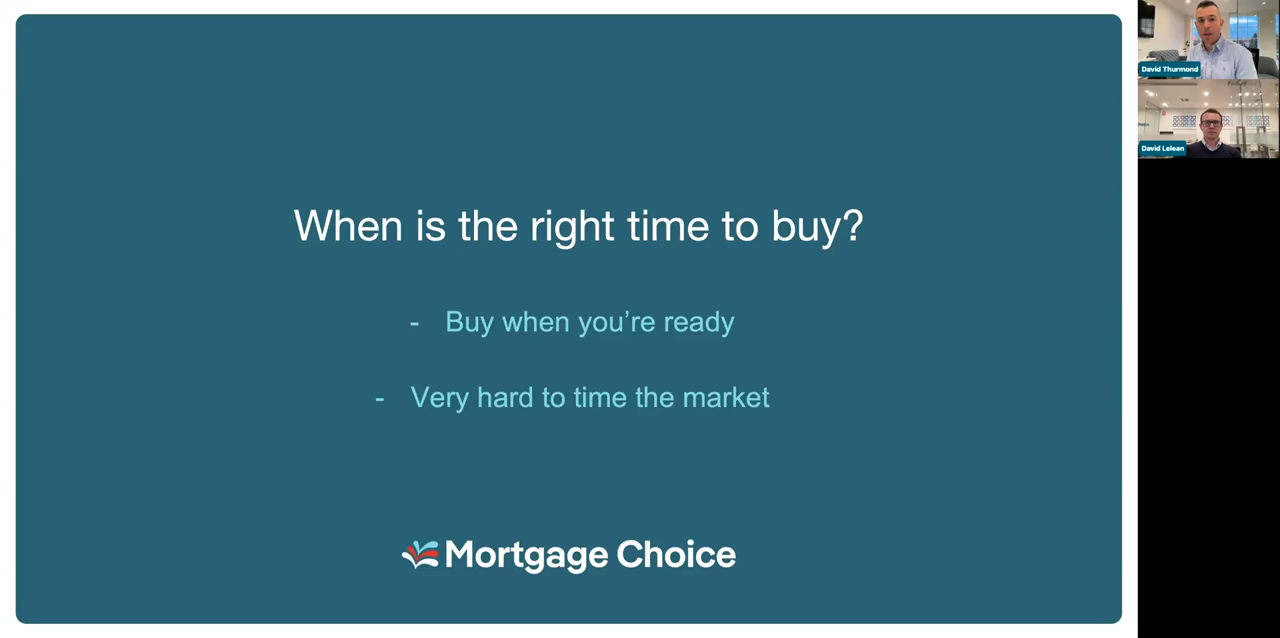 When is the right time to buy?
- Buy when you’re ready
- Very hard to time the market
Mortgage Choice
David Thurmond
David Lelean